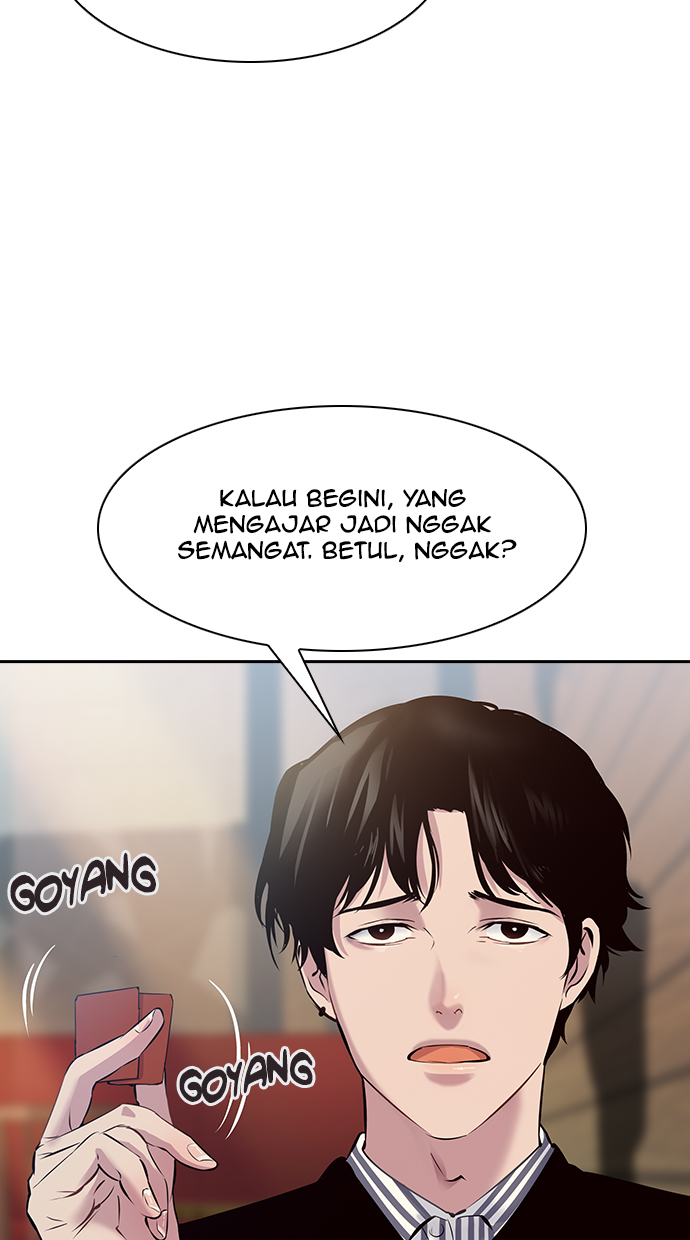 KALAU BEGINI, YANG
MENGAJAR JADI NGGAK
SEMANGAT. BETUL, NGGAK?
GOYANG
GOYANG